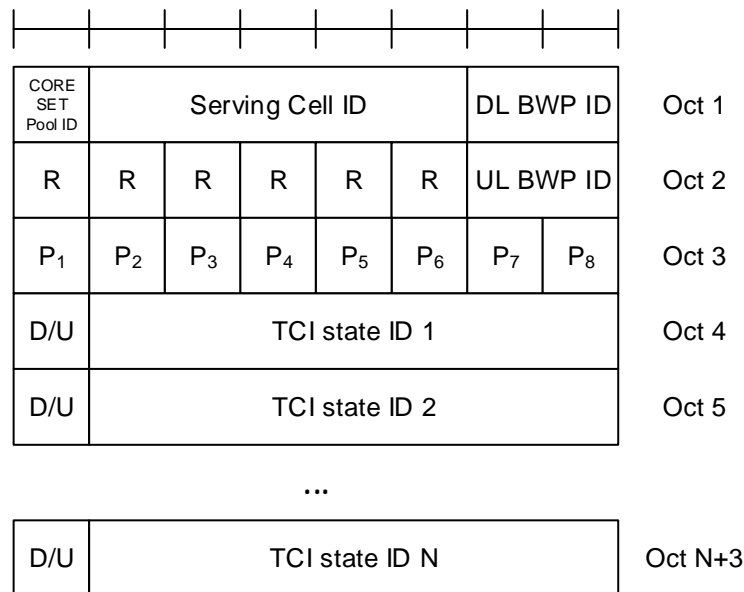 CORE
SET
Pool ID
Serving Cell ID
DL BWP ID
Oct 1
R
R
R
R
R
R
UL BWP ID
Oct 2
P₁
P₂
P₃
P₄
P₅
P₆
P₇
P₈
Oct 3
D/U
TCI state ID 1
Oct 4
D/U
TCI state ID 2
Oct 5
...
D/U
TCI state ID N
Oct N+3